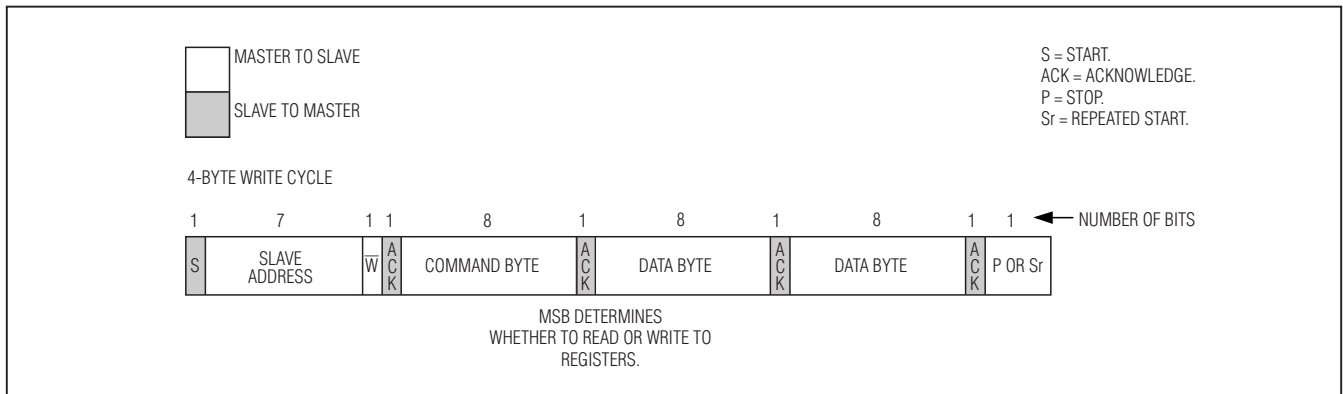 MASTER TO SLAVE
SLAVE TO MASTER
S = START.
ACK = ACKNOWLEDGE.
P = STOP.
Sr = REPEATED START.
4-BYTE WRITE CYCLE
1 7 1 1 8 1 8 1 8 1 1 NUMBER OF BITS
S SLAVE ADDRESS W̅ ACK COMMAND BYTE ACK DATA BYTE ACK DATA BYTE ACK P OR Sr
MSB DETERMINES
WHETHER TO READ OR WRITE TO
REGISTERS.